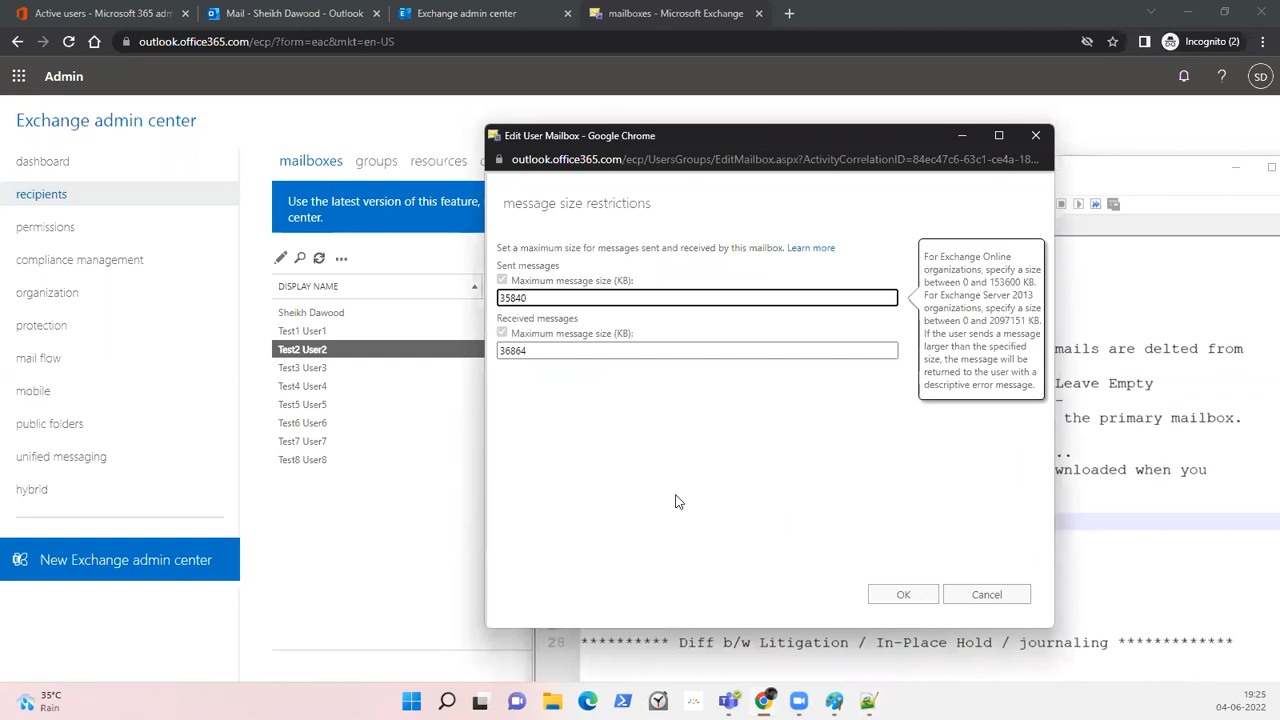 Active users - Microsoft 365 adm
Mail - Sheikh Dawood - Outlook
Exchange admin center
mailboxes - Microsoft Exchange
outlook.office365.com/ecp/?form=eac&mkt=en-US
Incognito (2)
Admin
SD
Exchange admin center
dashboard
recipients
permissions
compliance management
organization
protection
mail flow
mobile
public folders
unified messaging
hybrid
New Exchange admin center
mailboxes groups resources
Use the latest version of this feature,
center.
DISPLAY NAME
Sheikh Dawood
Test1 User1
Test2 User2
Test3 User3
Test4 User4
Test5 User5
Test6 User6
Test7 User7
Test8 User8
Edit User Mailbox - Google Chrome
outlook.office365.com/ecp/UsersGroups/EditMailbox.aspx?ActivityCorrelationID=84ec47c6-63c1-ce4a-18...
message size restrictions
Set a maximum size for messages sent and received by this mailbox. Learn more
Sent messages
Maximum message size (KB):
35840
Received messages
Maximum message size (KB):
36864
For Exchange Online
organizations, specify a size
between 0 and 153600 KB.
For Exchange Server 2013
organizations, specify a size
between 0 and 2097151 KB.
If the user sends a message
larger than the specified
size, the message will be
returned to the user with a
descriptive error message.
OK
Cancel
mails are delted from
Leave Empty
the primary mailbox.
..
wnloaded when you
28 ********** Diff b/w Litigation / In-Place Hold / journaling *************
35°C
Rain
19:25
04-06-2022